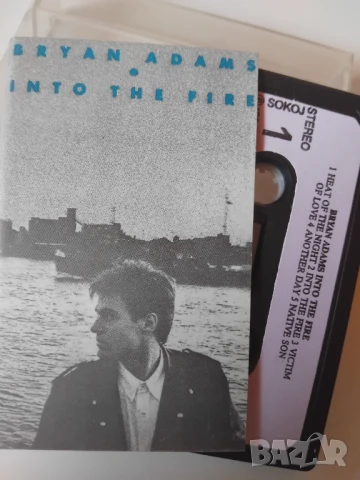 BRYAN ADAMS
INTO THE FIRE
SOKOJ
STEREO
1
BRYAN ADAMS INTO THE FIRE
1 HEAT OF THE NIGHT 2 INTO THE FIRE 3 VICTIM
OF LOVE 4 ANOTHER DAY 5 NATIVE SON
BAZAR